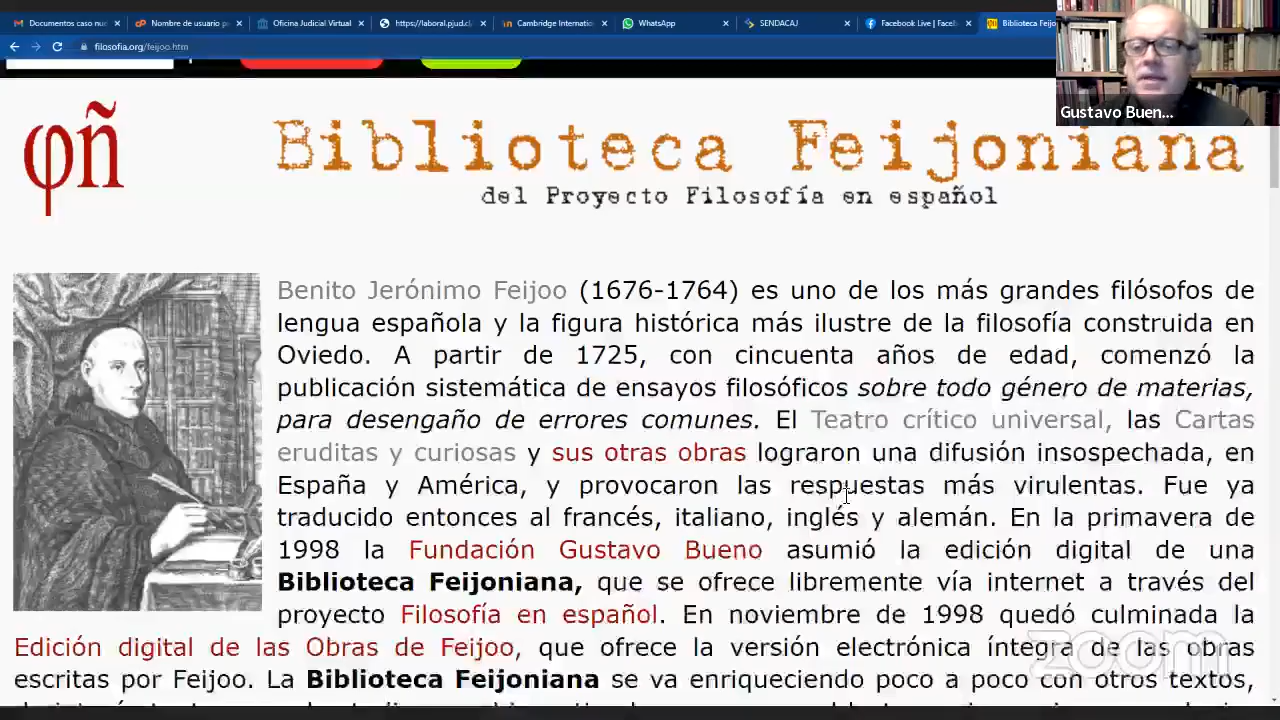 Documentos caso nu
Nombre de usuario p
Oficina Judicial Virtual
https://laboral.pjud.cl
Cambridge Internatio
WhatsApp
SENDACAJ
Facebook Live | Faceb
Biblioteca Feijo
filosofia.org/feijoo.htm
Gustavo Buen...
φñ
Biblioteca Feijoniana
del Proyecto Filosofía en español
Benito Jerónimo Feijoo (1676-1764) es uno de los más grandes filósofos de
lengua española y la figura histórica más ilustre de la filosofía construida en
Oviedo. A partir de 1725, con cincuenta años de edad, comenzó la
publicación sistemática de ensayos filosóficos sobre todo género de materias,
para desengaño de errores comunes. El Teatro crítico universal, las Cartas
eruditas y curiosas y sus otras obras lograron una difusión insospechada, en
España y América, y provocaron las respuestas más virulentas. Fue ya
traducido entonces al francés, italiano, inglés y alemán. En la primavera de
1998 la Fundación Gustavo Bueno asumió la edición digital de una
Biblioteca Feijoniana, que se ofrece libremente vía internet a través del
proyecto Filosofía en español. En noviembre de 1998 quedó culminada la
Edición digital de las Obras de Feijoo, que ofrece la versión electrónica íntegra de las obras
escritas por Feijoo. La Biblioteca Feijoniana se va enriqueciendo poco a poco con otros textos,
zoom